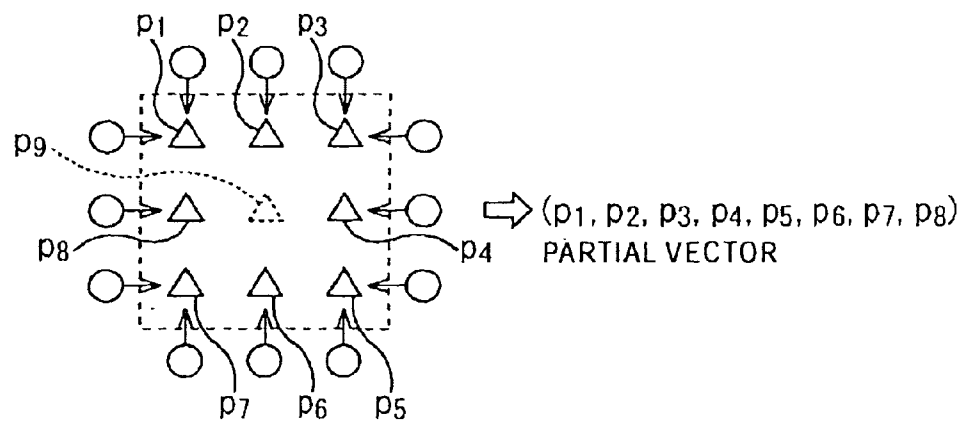 p1 p2 p3
p9
p8 p4
(p1, p2, p3, p4, p5, p6, p7, p8)
PARTIAL VECTOR
p7 p6 p5